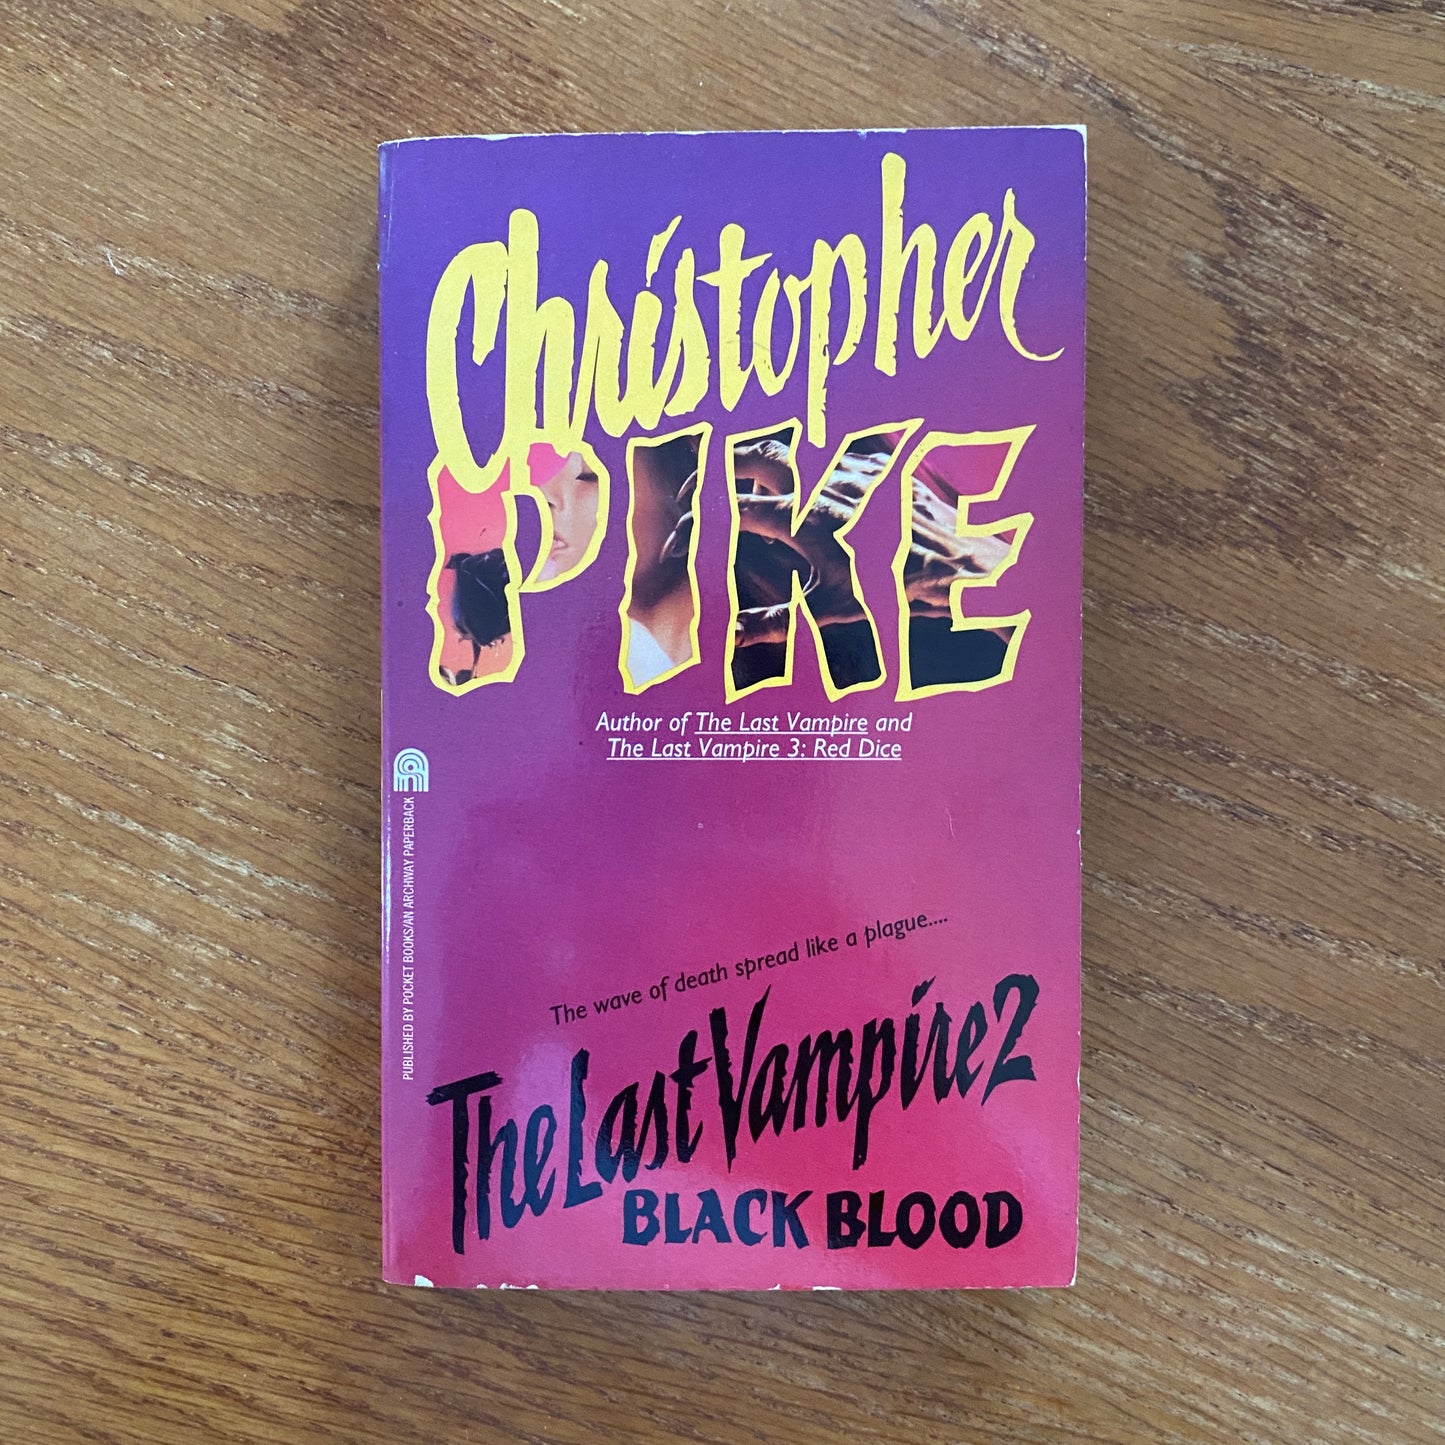 Christopher
PIKE
Author of The Last Vampire and
The Last Vampire 3: Red Dice
PUBLISHED BY POCKET BOOKS/AN ARCHWAY PAPERBACK
The wave of death spread like a plague....
The Last Vampire 2
BLACK BLOOD